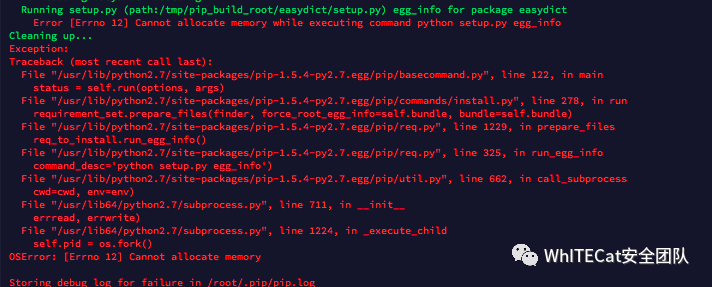 Running setup.py (path:/tmp/pip_build_root/easydict/setup.py) egg_info for package easydict
Error [Errno 12] Cannot allocate memory while executing command python setup.py egg_info
Cleaning up...
Exception:
Traceback (most recent call last):
File "/usr/lib/python2.7/site-packages/pip-1.5.4-py2.7.egg/pip/basecommand.py", line 122, in main
status = self.run(options, args)
File "/usr/lib/python2.7/site-packages/pip-1.5.4-py2.7.egg/pip/commands/install.py", line 278, in run
requirement_set.prepare_files(finder, force_root_egg_info=self.bundle, bundle=self.bundle)
File "/usr/lib/python2.7/site-packages/pip-1.5.4-py2.7.egg/pip/req.py", line 1229, in prepare_files
req_to_install.run_egg_info()
File "/usr/lib/python2.7/site-packages/pip-1.5.4-py2.7.egg/pip/req.py", line 325, in run_egg_info
command_desc='python setup.py egg_info')
File "/usr/lib/python2.7/site-packages/pip-1.5.4-py2.7.egg/pip/util.py", line 662, in call_subprocess
cwd=cwd, env=env)
File "/usr/lib64/python2.7/subprocess.py", line 711, in __init__
errread, errwrite)
File "/usr/lib64/python2.7/subprocess.py", line 1224, in _execute_child
self.pid = os.fork()
OSError: [Errno 12] Cannot allocate memory
WhITECat安全团队
Storing debug log for failure in /root/.pip/pip.log